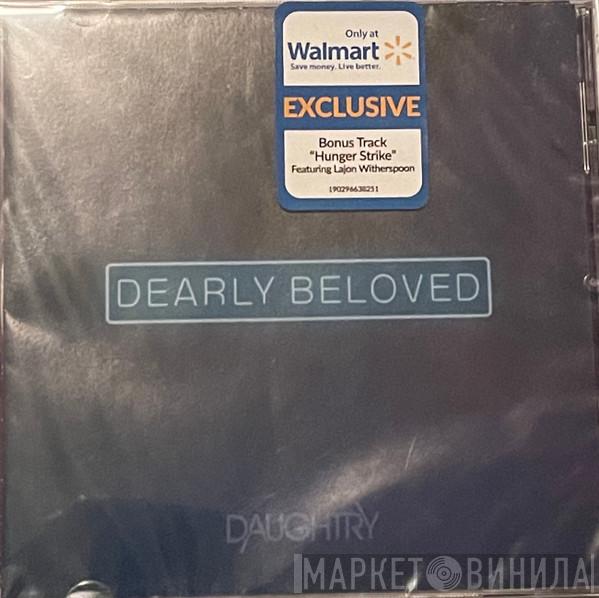 Only at
Walmart
Save money. Live better.
EXCLUSIVE
Bonus Track
"Hunger Strike"
Featuring Lajon Witherspoon
190296638251
DEARLY BELOVED
DAUGHTRY
МАРКЕТ ВИНИЛА